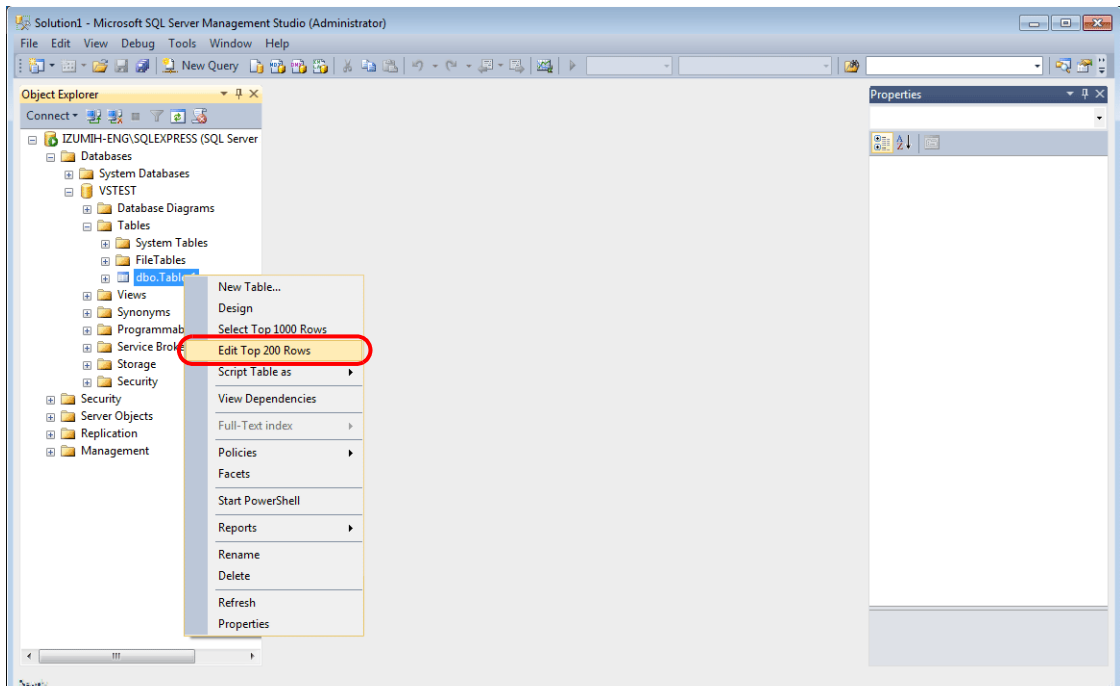 Solution1 - Microsoft SQL Server Management Studio (Administrator)
File Edit View Debug Tools Window Help
New Query
Object Explorer
Properties
Connect
IZUMIH-ENG\SQLEXPRESS (SQL Server
Databases
System Databases
VSTEST
Database Diagrams
Tables
System Tables
FileTables
dbo.Table
Views
Synonyms
Programmab
Service Broke
Storage
Security
Security
Server Objects
Replication
Management
New Table...
Design
Select Top 1000 Rows
Edit Top 200 Rows
Script Table as
View Dependencies
Full-Text index
Policies
Facets
Start PowerShell
Reports
Rename
Delete
Refresh
Properties